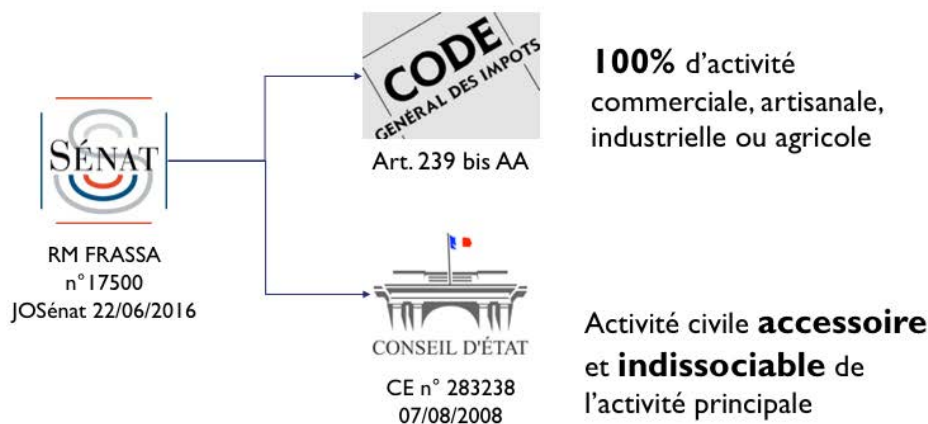 SÉNAT
RM FRASSA
n°17500
JOSénat 22/06/2016
CODE
GÉNÉRAL DES IMPOTS
Art. 239 bis AA
100% d’activité
commerciale, artisanale,
industrielle ou agricole
CONSEIL D'ÉTAT
CE n° 283238
07/08/2008
Activité civile accessoire
et indissociable de
l’activité principale